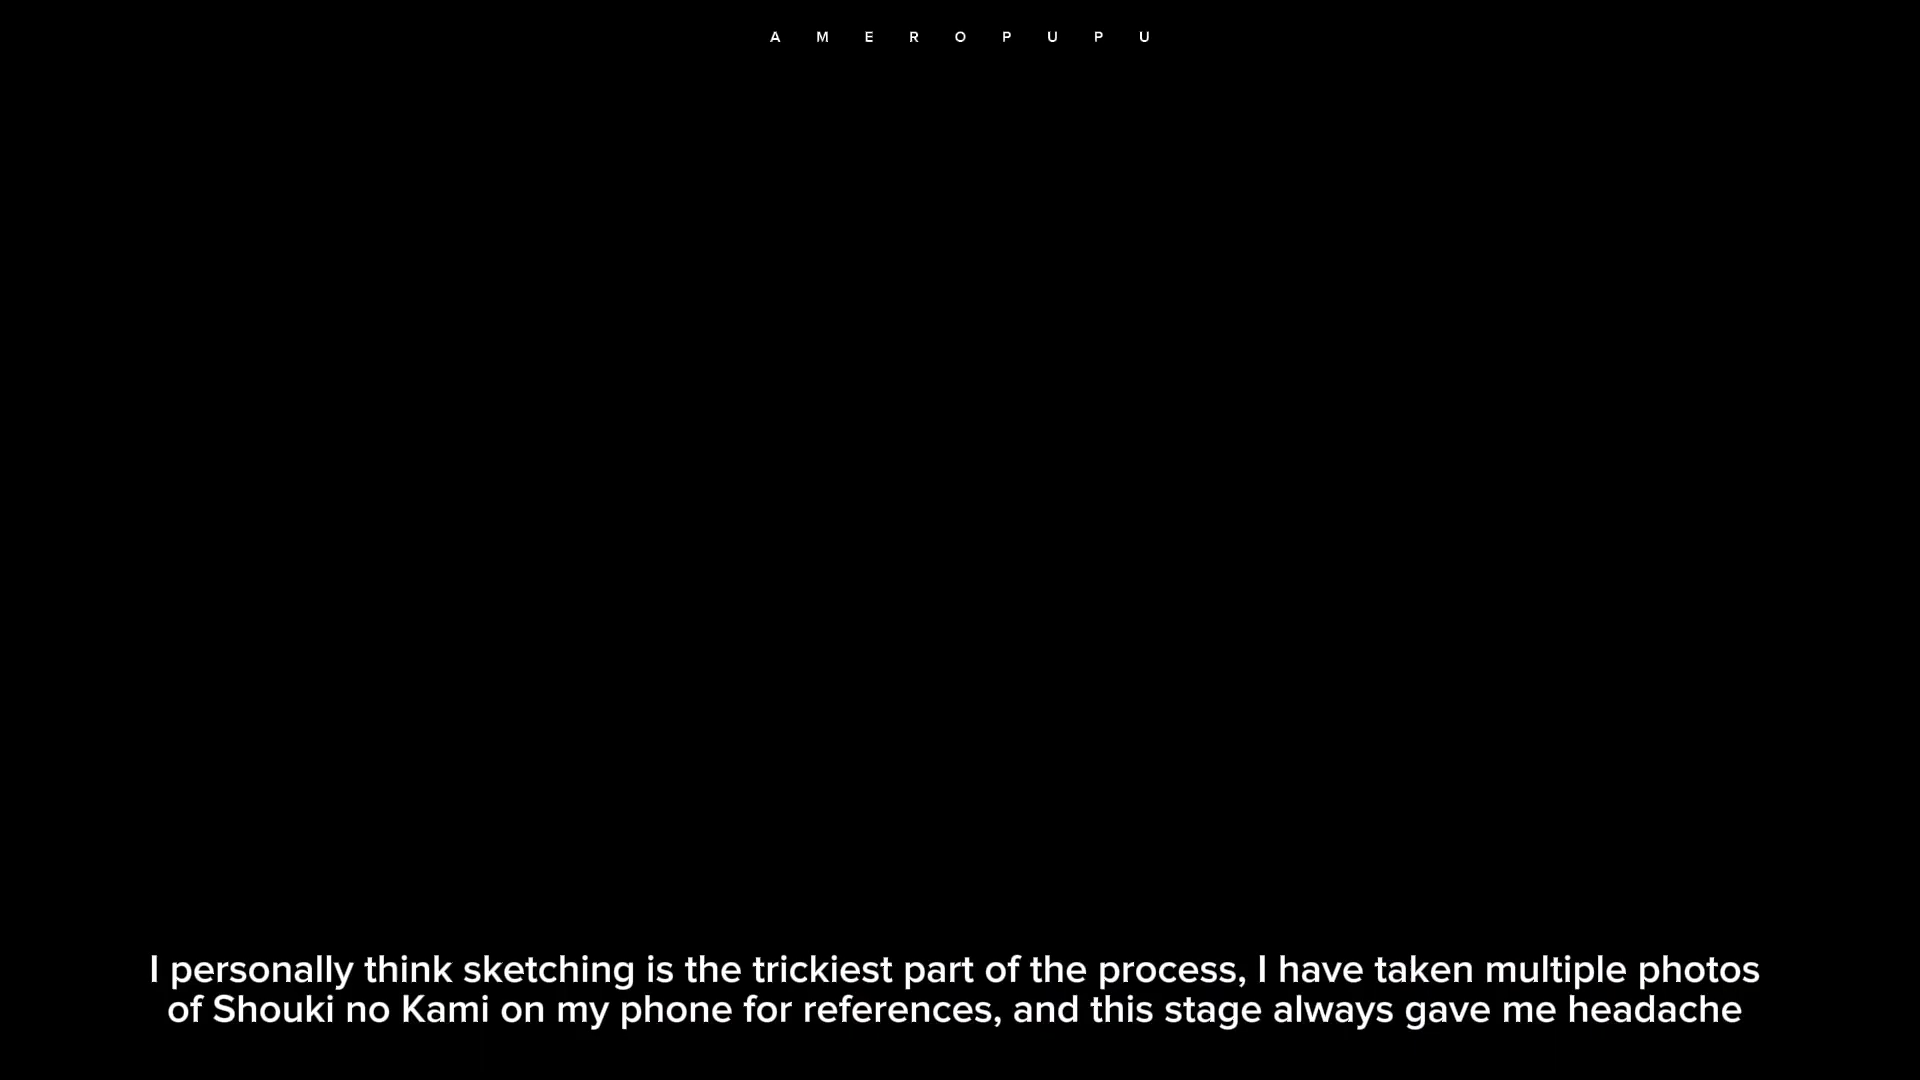 A M E R O P U P U
I personally think sketching is the trickiest part of the process, I have taken multiple photos
of Shouki no Kami on my phone for references, and this stage always gave me headache